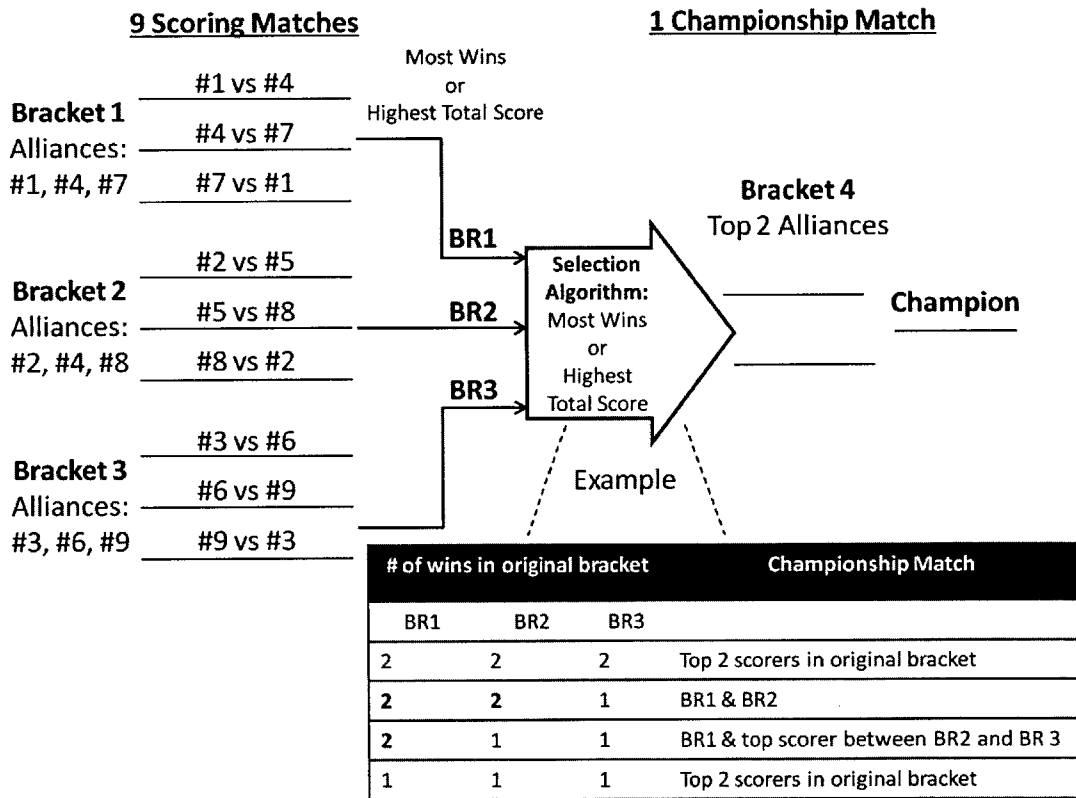 9 Scoring Matches
1 Championship Match
Most Wins
or
Highest Total Score
Bracket 1
Alliances:
#1, #4, #7
#1 vs #4
#4 vs #7
#7 vs #1
Bracket 2
Alliances:
#2, #4, #8
#2 vs #5
#5 vs #8
#8 vs #2
Bracket 3
Alliances:
#3, #6, #9
#3 vs #6
#6 vs #9
#9 vs #3
BR1
BR2
BR3
Selection
Algorithm:
Most Wins
or
Highest
Total Score
Bracket 4
Top 2 Alliances
Champion
Example
# of wins in original bracket Championship Match
BR1 BR2 BR3
2 2 2 Top 2 scorers in original bracket
2 2 1 BR1 & BR2
2 1 1 BR1 & top scorer between BR2 and BR 3
1 1 1 Top 2 scorers in original bracket